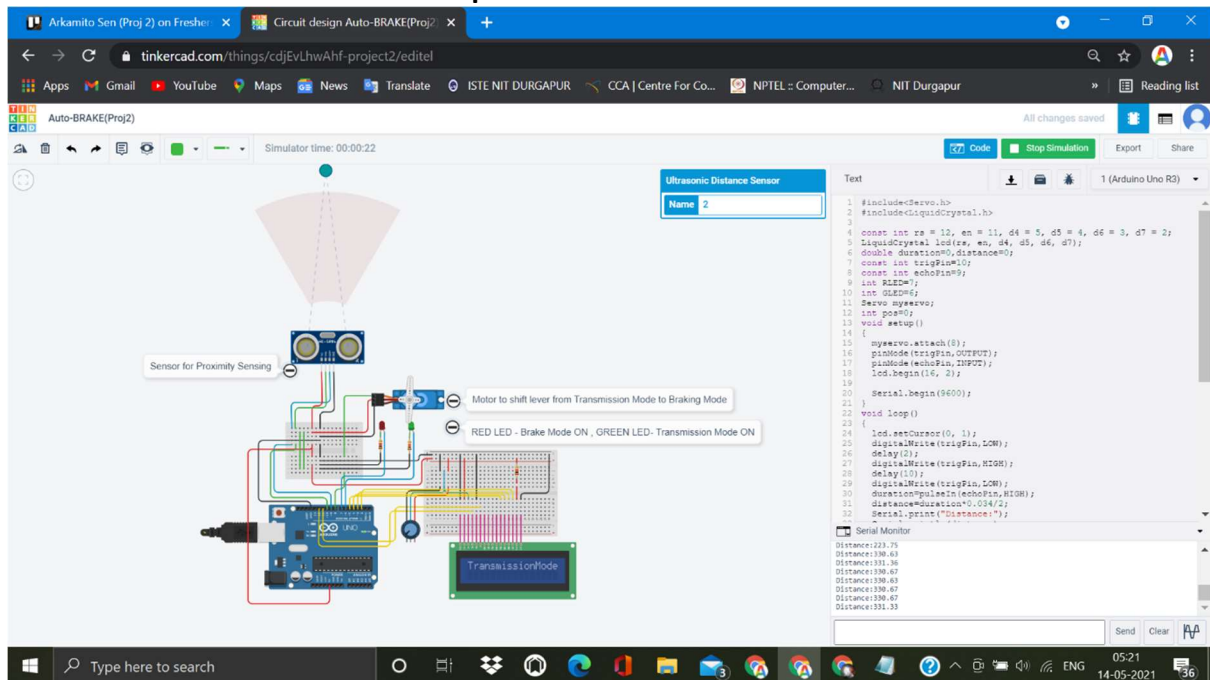 Arkamito Sen (Proj 2) on Fresher
Circuit design Auto-BRAKE(Proj2)
tinkercad.com/things/cdjEvLhwAhf-project2/editel
Apps
Gmail
YouTube
Maps
News
Translate
ISTE NIT DURGAPUR
CCA | Centre For Co...
NPTEL :: Computer...
NIT Durgapur
»
Reading list
TINKERCAD
Auto-BRAKE(Proj2)
All changes saved
Simulator time: 00:00:22
Code
Stop Simulation
Export
Share
Ultrasonic Distance Sensor
Name 2
Text
1 (Arduino Uno R3)
1 #include<Servo.h>
2 #include<LiquidCrystal.h>
3
4 const int rs = 12, en = 11, d4 = 5, d5 = 4, d6 = 3, d7 = 2;
5 LiquidCrystal lcd(rs, en, d4, d5, d6, d7);
6 double duration=0,distance=0;
7 const int trigPin=10;
8 const int echoPin=9;
9 int RLED=7;
10 int GLED=6;
11 Servo myservo;
12 int pos=0;
13 void setup()
14 {
15 myservo.attach(8);
16 pinMode(trigPin,OUTPUT);
17 pinMode(echoPin,INPUT);
18 lcd.begin(16, 2);
19
20 Serial.begin(9600);
21 }
22 void loop()
23 {
24 lcd.setCursor(0, 1);
25 digitalWrite(trigPin,LOW);
26 delay(2);
27 digitalWrite(trigPin,HIGH);
28 delay(10);
29 digitalWrite(trigPin,LOW);
30 duration=pulseIn(echoPin,HIGH);
31 distance=duration*0.034/2;
32 Serial.print("Distance:");
Sensor for Proximity Sensing
Motor to shift lever from Transmission Mode to Braking Mode
RED LED - Brake Mode ON , GREEN LED- Transmission Mode ON
UNO
TransmissionMode
Serial Monitor
Distance:223.75
Distance:330.63
Distance:331.36
Distance:330.67
Distance:330.63
Distance:330.67
Distance:330.67
Distance:331.33
Send
Clear
Type here to search
3
ENG
05:21
14-05-2021
36